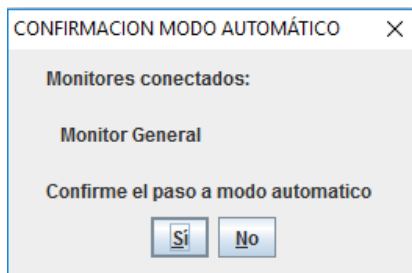 CONFIRMACION MODO AUTOMÁTICO
Monitores conectados:
Monitor General
Confirme el paso a modo automatico
Sí No